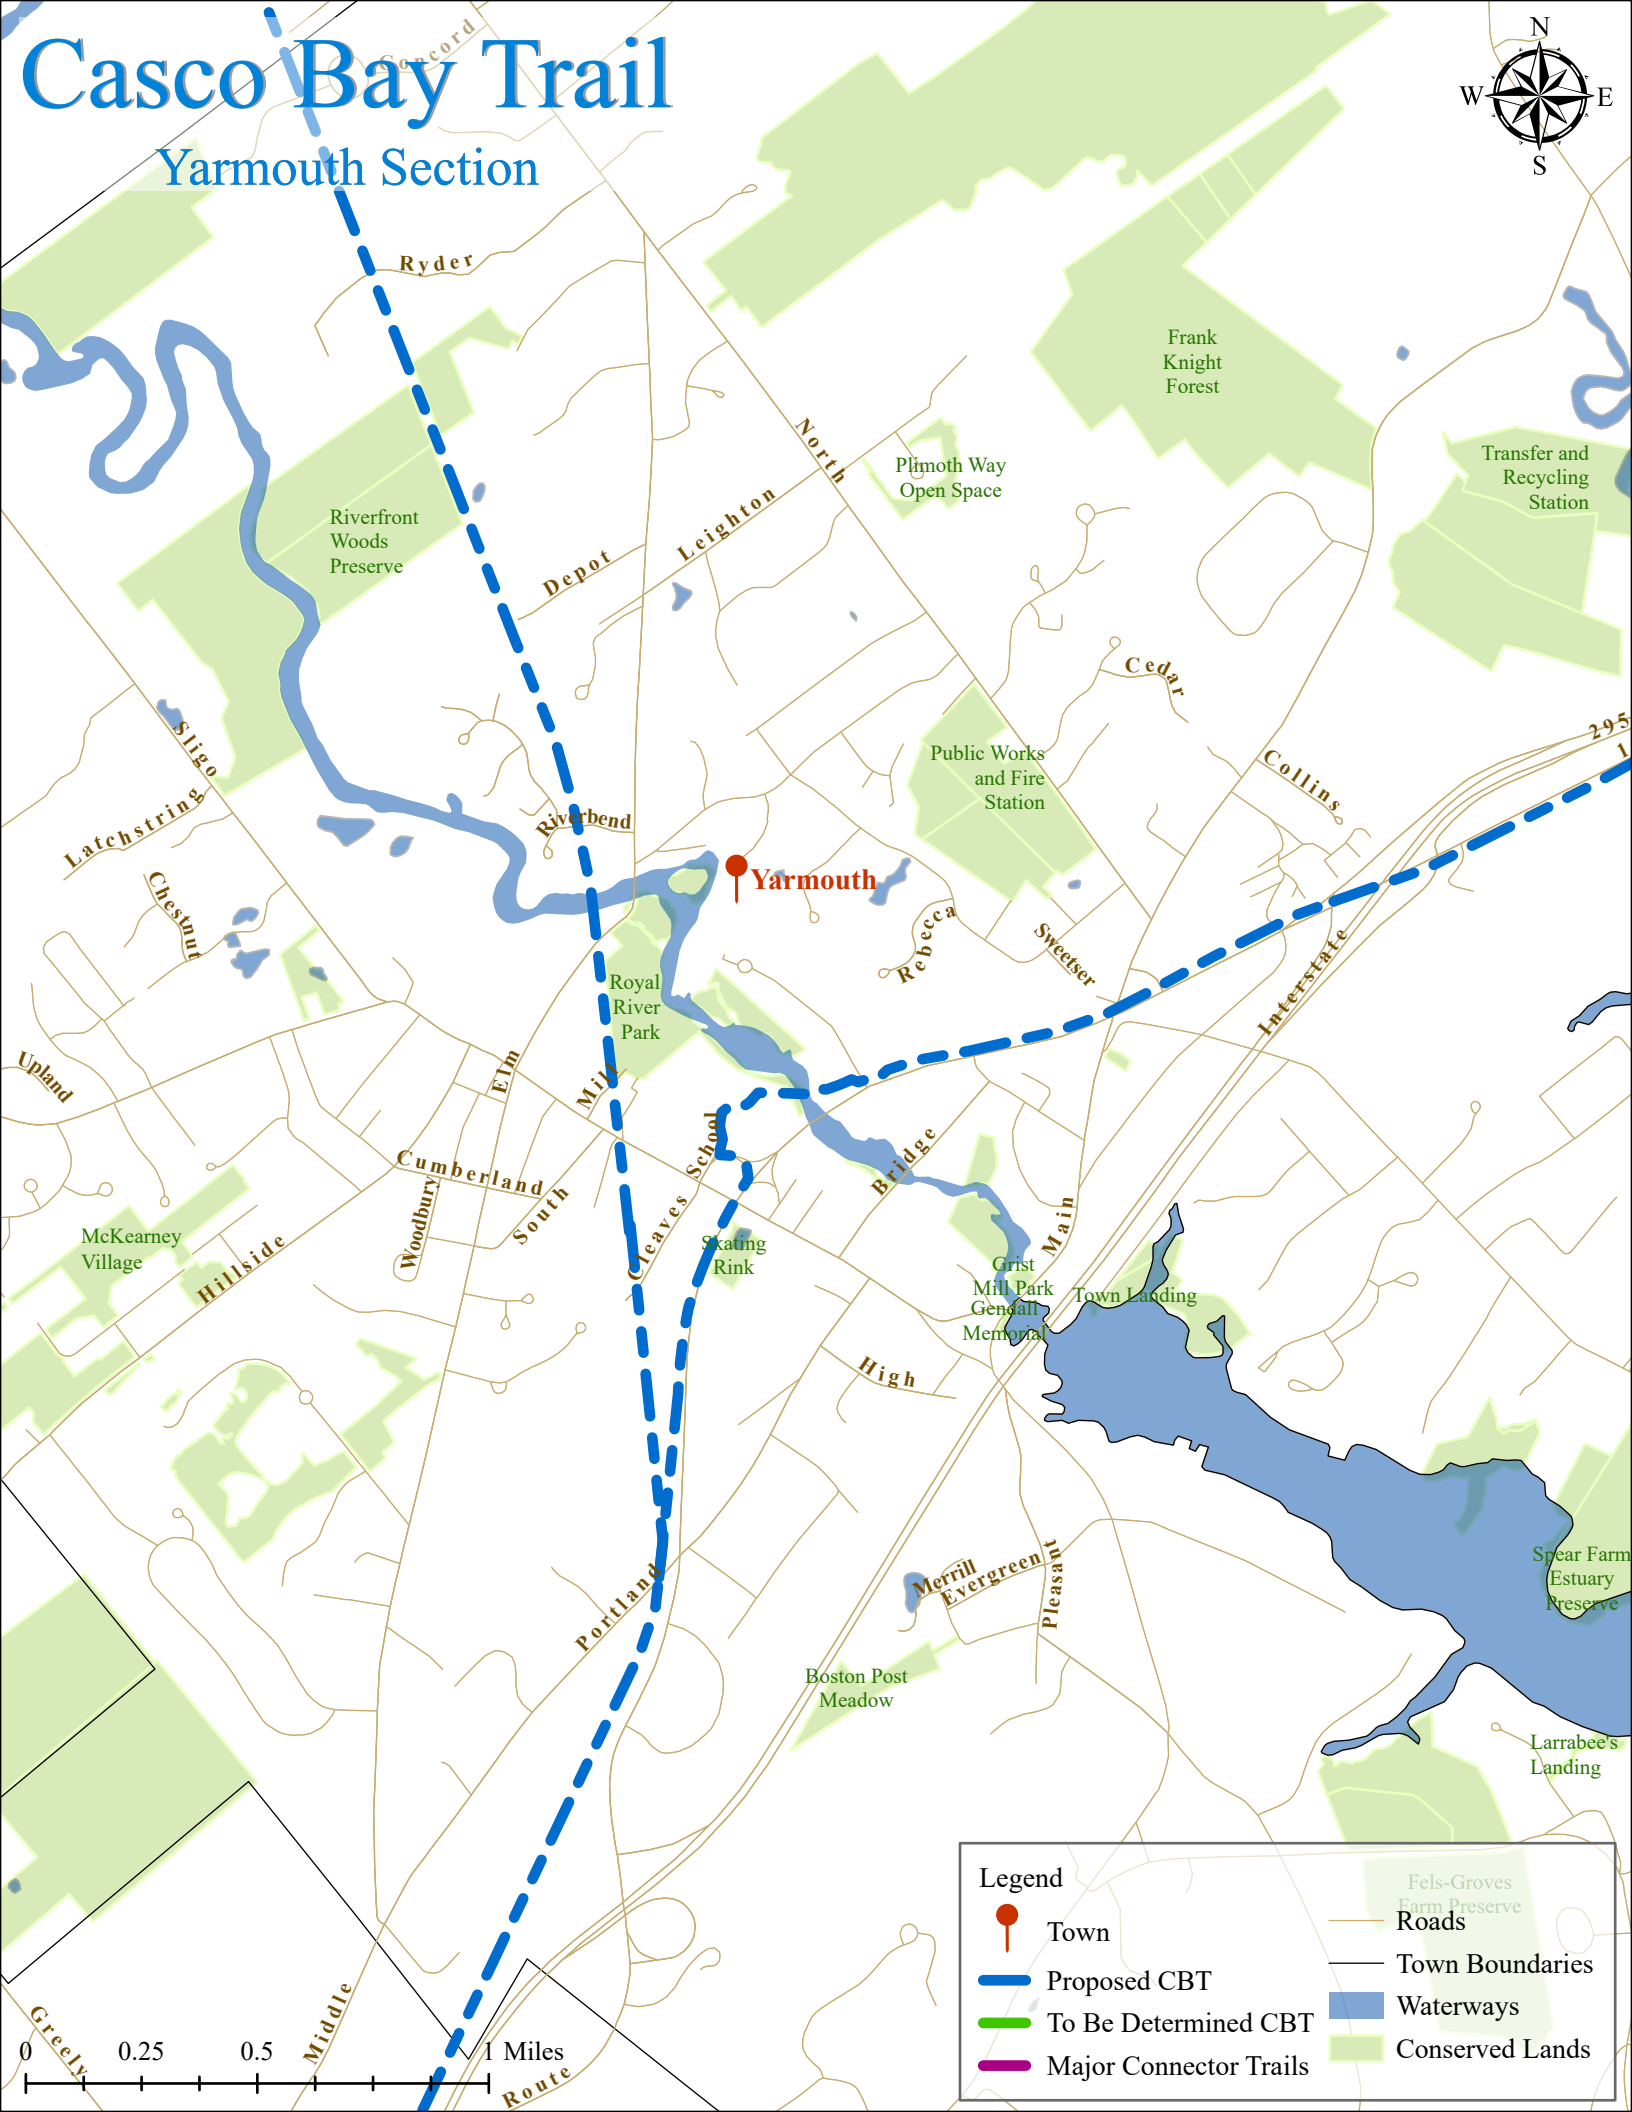 Casco Bay Trail
Yarmouth Section
Concord
N
W
E
S
Ryder
Frank
Knight
Forest
North
Plimoth Way
Open Space
Transfer and
Recycling
Station
Leighton
Riverfront
Woods
Preserve
Depot
Cedar
Sligo
295
1
Public Works
and Fire
Station
Collins
Latchstring
Riverbend
Yarmouth
Chestnut
Rebecca
Sweetser
Interstate
Royal
River
Park
Upland
Elm
Mill
School
Bridge
Cumberland
Woodbury
South
Cleaves
Main
McKearney
Village
Hillside
Skating
Rink
Grist
Mill Park
Gendall
Memorial
Town Landing
High
Merrill
Evergreen
Pleasant
Portland
Spear Farm
Estuary
Preserve
Boston Post
Meadow
Larrabee's
Landing
Fels-Groves
Farm Preserve
Middle
Greely
Route
0
0.25
0.5
1 Miles
Legend
Town
Proposed CBT
To Be Determined CBT
Major Connector Trails
Roads
Town Boundaries
Waterways
Conserved Lands